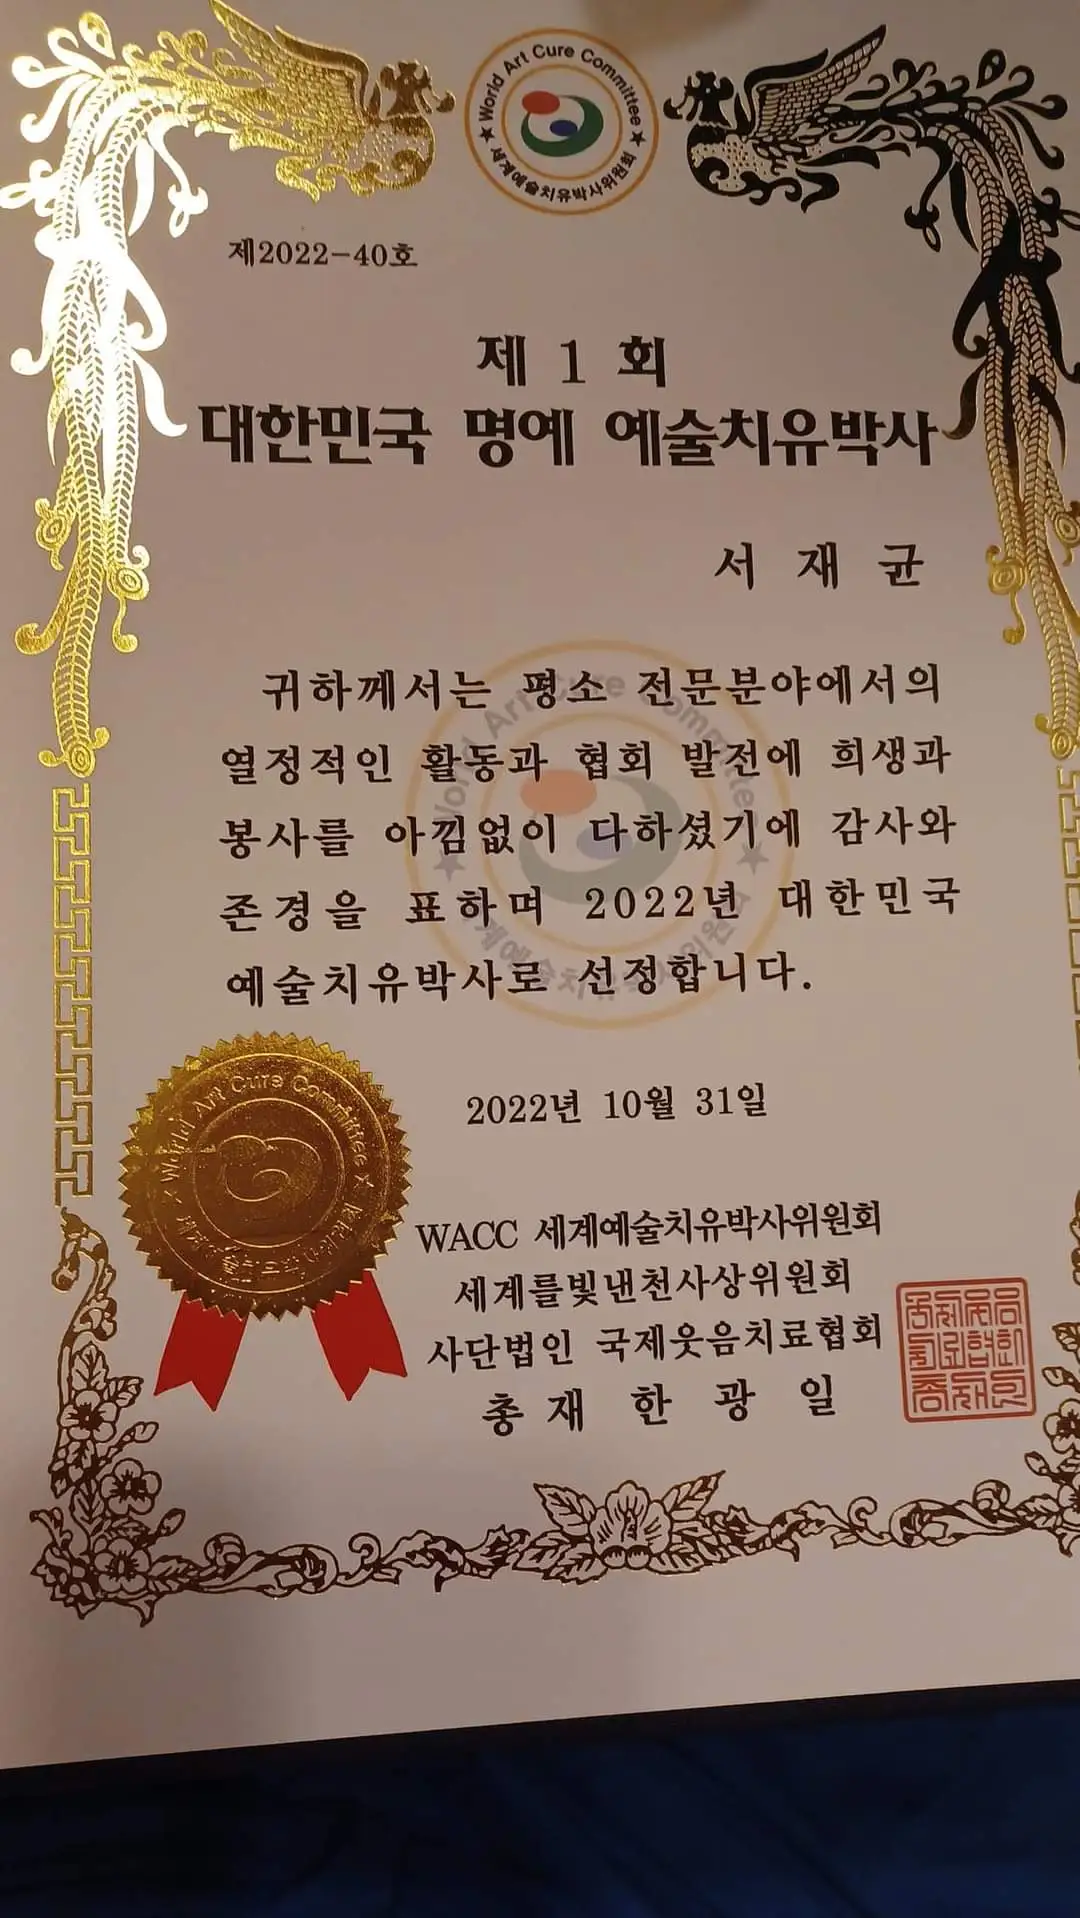 World Art Cure Committee
세계예술치유박사위원회
제2022-40호
제 1 회
대한민국 명예 예술치유박사
서 재 균
귀하께서는 평소 전문분야에서의
열정적인 활동과 협회 발전에 희생과
봉사를 아낌없이 다하셨기에 감사와
존경을 표하며 2022년 대한민국
예술치유박사로 선정합니다.
2022년 10월 31일
World Art Cure Committee
WACC 세계예술치유박사위원회
세계를빛낸천사상위원회
사단법인 국제웃음치료협회
총 재 한 광 일